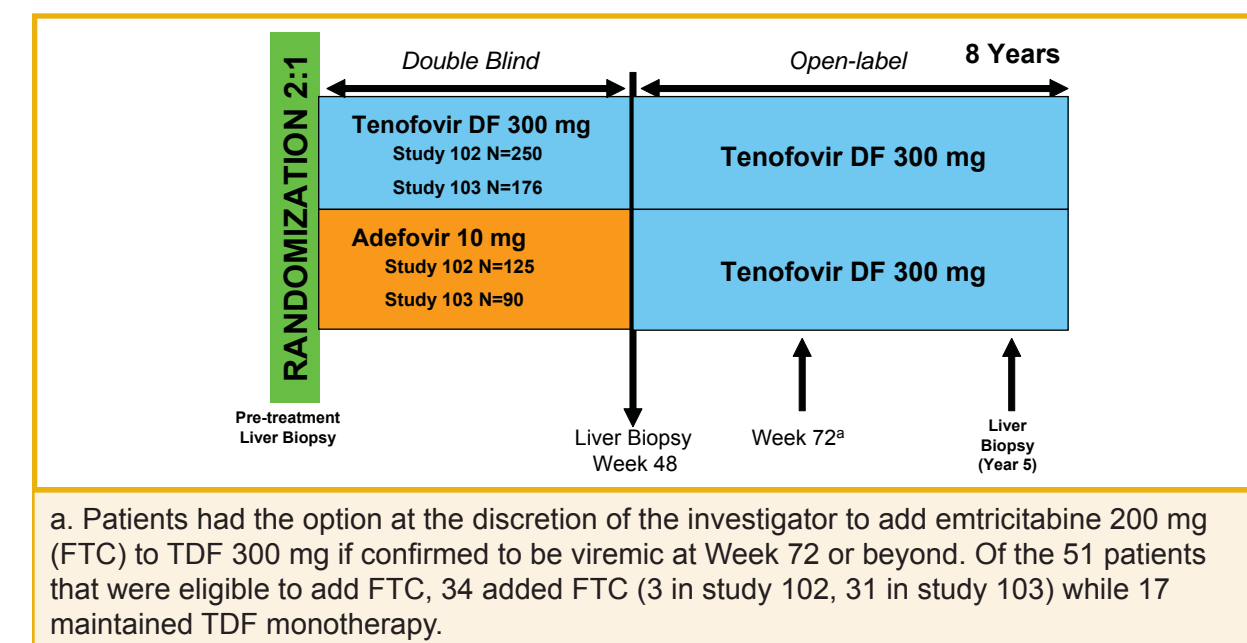 RANDOMIZATION 2:1
Double Blind
Open-label
8 Years
Tenofovir DF 300 mg
Study 102 N=250
Study 103 N=176
Tenofovir DF 300 mg
Adefovir 10 mg
Study 102 N=125
Study 103 N=90
Tenofovir DF 300 mg
Pre-treatment
Liver Biopsy
Liver Biopsy
Week 48
Week 72ᵃ
Liver
Biopsy
(Year 5)
a. Patients had the option at the discretion of the investigator to add emtricitabine 200 mg
(FTC) to TDF 300 mg if confirmed to be viremic at Week 72 or beyond. Of the 51 patients
that were eligible to add FTC, 34 added FTC (3 in study 102, 31 in study 103) while 17
maintained TDF monotherapy.